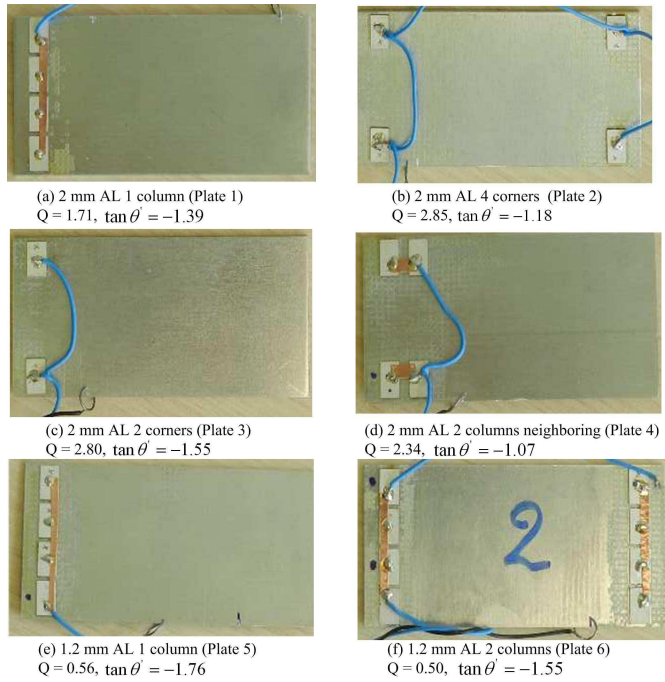 (a) 2 mm AL 1 column (Plate 1)
Q = 1.71, tan θ' = −1.39
(b) 2 mm AL 4 corners (Plate 2)
Q = 2.85, tan θ' = −1.18
(c) 2 mm AL 2 corners (Plate 3)
Q = 2.80, tan θ' = −1.55
(d) 2 mm AL 2 columns neighboring (Plate 4)
Q = 2.34, tan θ' = −1.07
2
(e) 1.2 mm AL 1 column (Plate 5)
Q = 0.56, tan θ' = −1.76
(f) 1.2 mm AL 2 columns (Plate 6)
Q = 0.50, tan θ' = −1.55